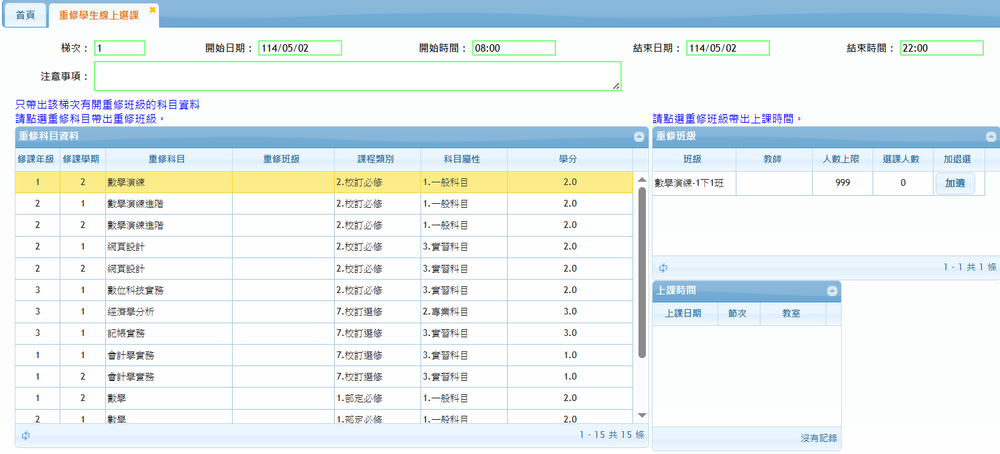 首頁 重修學生線上選課
梯次： 1 開始日期： 114/05/02 開始時間： 08:00 結束日期： 114/05/02 結束時間： 22:00
注意事項：
只帶出該梯次有開重修班級的科目資料
請點選重修科目帶出重修班級。
重修科目資料
修課年級 修課學期 重修科目 重修班級 課程類別 科目屬性 學分
1 2 數學演練 2.校訂必修 1.一般科目 2.0
2 1 數學演練進階 2.校訂必修 1.一般科目 2.0
2 2 數學演練進階 2.校訂必修 1.一般科目 2.0
2 1 網頁設計 2.校訂必修 3.實習科目 2.0
2 2 網頁設計 2.校訂必修 3.實習科目 2.0
3 1 數位科技實務 2.校訂必修 3.實習科目 2.0
3 1 經濟學分析 7.校訂選修 2.專業科目 3.0
3 1 記帳實務 7.校訂選修 3.實習科目 3.0
1 1 會計學實務 7.校訂選修 3.實習科目 1.0
1 2 會計學實務 7.校訂選修 3.實習科目 1.0
1 2 數學 1.部定必修 1.一般科目 2.0
2 1 數學 1.部定必修 1.一般科目 2.0
1 - 15 共 15 條
請點選重修班級帶出上課時間。
重修班級
班級 教師 人數上限 選課人數 加退選
數學演練-1下1班 999 0 加選
1 - 1 共 1 條
上課時間
上課日期 節次 教室
沒有記錄